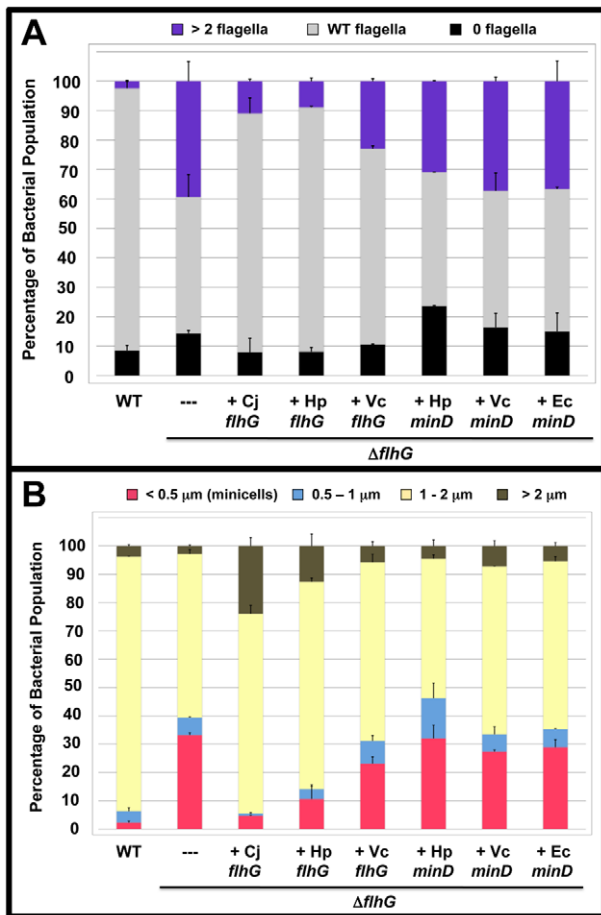 A
> 2 flagella WT flagella 0 flagella
Percentage of Bacterial Population
100
90
80
70
60
50
40
30
20
10
0
WT --- + Cj + Hp + Vc + Hp + Vc + Ec
flhG flhG flhG minD minD minD
ΔflhG
B
< 0.5 μm (minicells) 0.5 – 1 μm 1 - 2 μm > 2 μm
Percentage of Bacterial Population
100
90
80
70
60
50
40
30
20
10
0
WT --- + Cj + Hp + Vc + Hp + Vc + Ec
flhG flhG flhG minD minD minD
ΔflhG